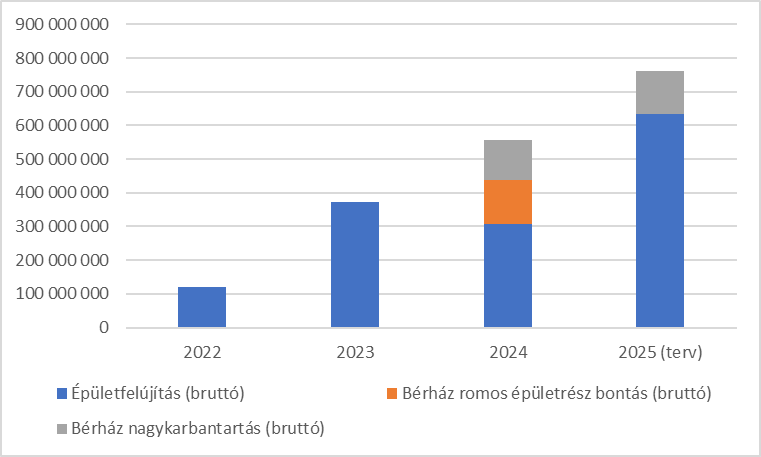 900 000 000
800 000 000
700 000 000
600 000 000
500 000 000
400 000 000
300 000 000
200 000 000
100 000 000
0
2022 2023 2024 2025 (terv)
Épületfelújítás (bruttó) Bérház romos épületrész bontás (bruttó)
Bérház nagykarbantartás (bruttó)